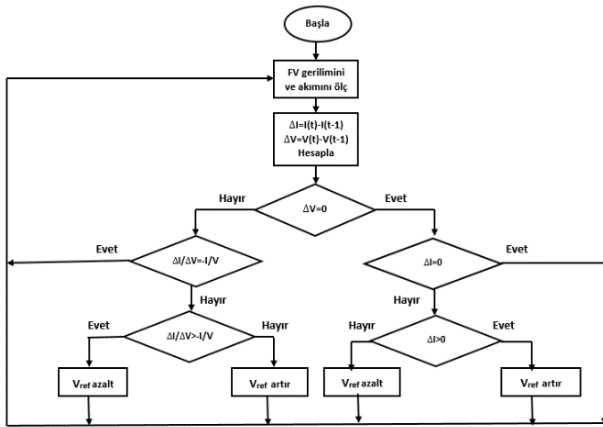 Başla
FV gerilimini
ve akımını ölç
ΔI=I(t)-I(t-1)
ΔV=V(t)-V(t-1)
Hesapla
Hayır
Evet
ΔV=0
Evet
ΔI/ΔV=-I/V
ΔI=0
Evet
Hayır
Hayır
Evet
ΔI/ΔV>-I/V
Hayır
Hayır
ΔI>0
Evet
Vref azalt
Vref artır
Vref azalt
Vref artır